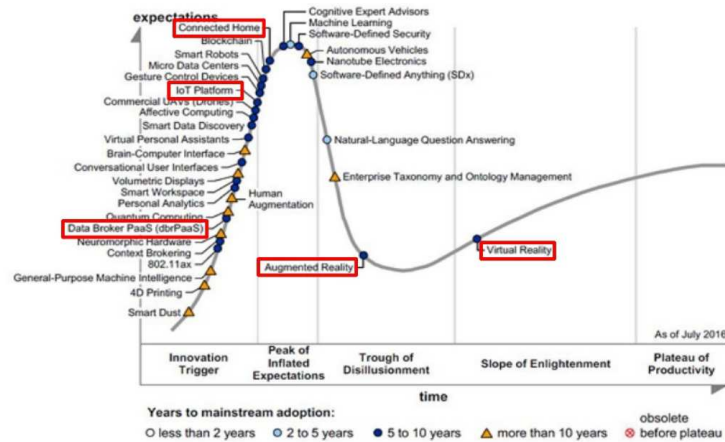 expectations
Cognitive Expert Advisors
Machine Learning
Software-Defined Security
Connected Home
Blockchain
Autonomous Vehicles
Smart Robots
Nanotube Electronics
Micro Data Centers
Gesture Control Devices
Software-Defined Anything (SDx)
IoT Platform
Commercial UAVs (Drones)
Affective Computing
Smart Data Discovery
Virtual Personal Assistants
Natural-Language Question Answering
Brain-Computer Interface
Conversational User Interfaces
Volumetric Displays
Enterprise Taxonomy and Ontology Management
Smart Workspace
Personal Analytics
Human
Augmentation
Quantum Computing
Data Broker PaaS (dbrPaaS)
Neuromorphic Hardware
Context Brokering
Virtual Reality
802.11ax
Augmented Reality
General-Purpose Machine Intelligence
4D Printing
Smart Dust
As of July 2016
Innovation
Trigger
Peak of
Inflated
Expectations
Trough of
Disillusionment
Slope of Enlightenment
Plateau of
Productivity
time
Years to mainstream adoption:
less than 2 years
2 to 5 years
5 to 10 years
more than 10 years
obsolete
before plateau